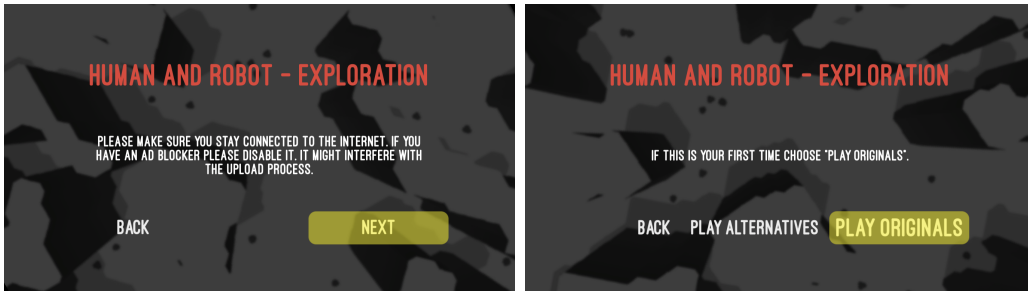 HUMAN AND ROBOT - EXPLORATION
PLEASE MAKE SURE YOU STAY CONNECTED TO THE INTERNET. IF YOU
HAVE AN AD BLOCKER PLEASE DISABLE IT. IT MIGHT INTERFERE WITH
THE UPLOAD PROCESS.
BACK
NEXT
HUMAN AND ROBOT - EXPLORATION
IF THIS IS YOUR FIRST TIME CHOOSE "PLAY ORIGINALS".
BACK
PLAY ALTERNATIVES
PLAY ORIGINALS